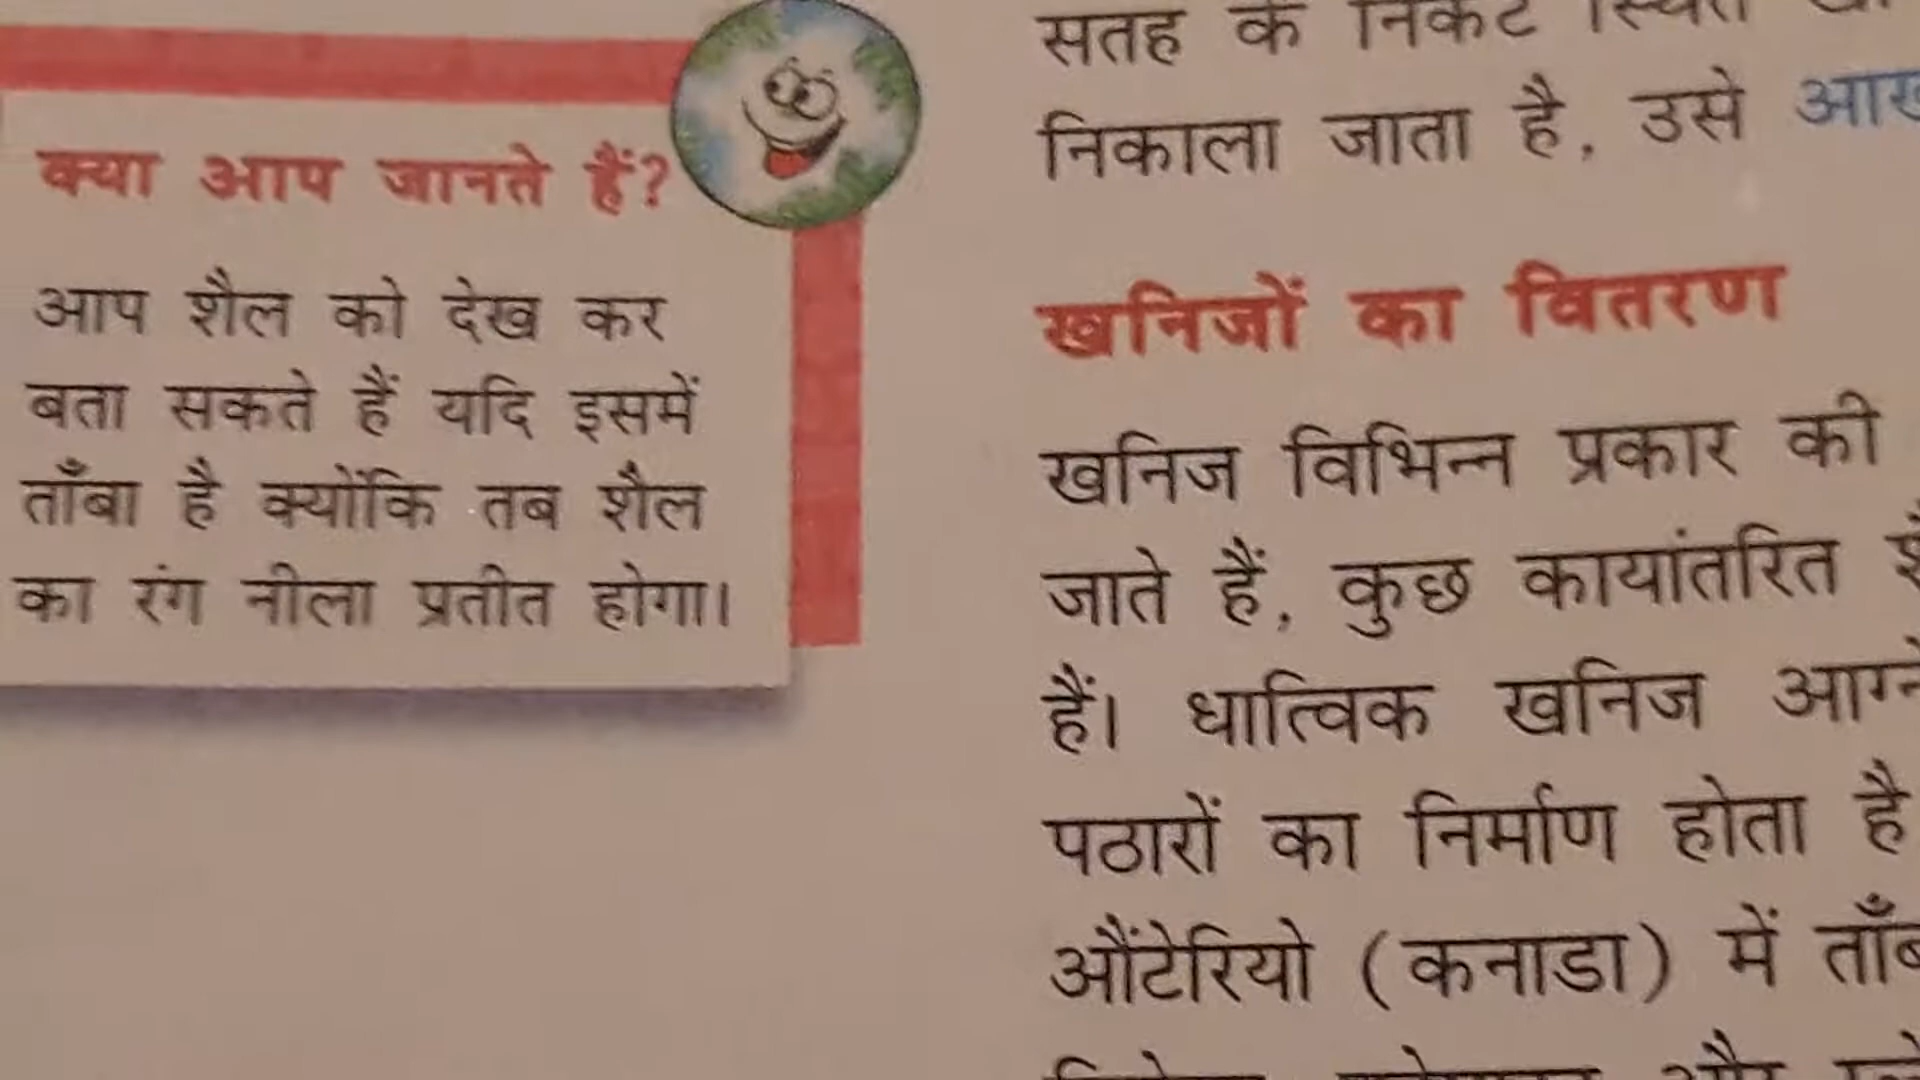 क्या आप जानते हैं?
आप शैल को देख कर
बता सकते हैं यदि इसमें
ताँबा है क्योंकि तब शैल
का रंग नीला प्रतीत होगा।
सतह के निकट स्थित
निकाला जाता है, उसे
खनिजों का वितरण
खनिज विभिन्न प्रकार की
जाते हैं, कुछ कायांतरित
हैं। धात्विक खनिज
पठारों का निर्माण होता है
औंटेरियो (कनाडा) में
और